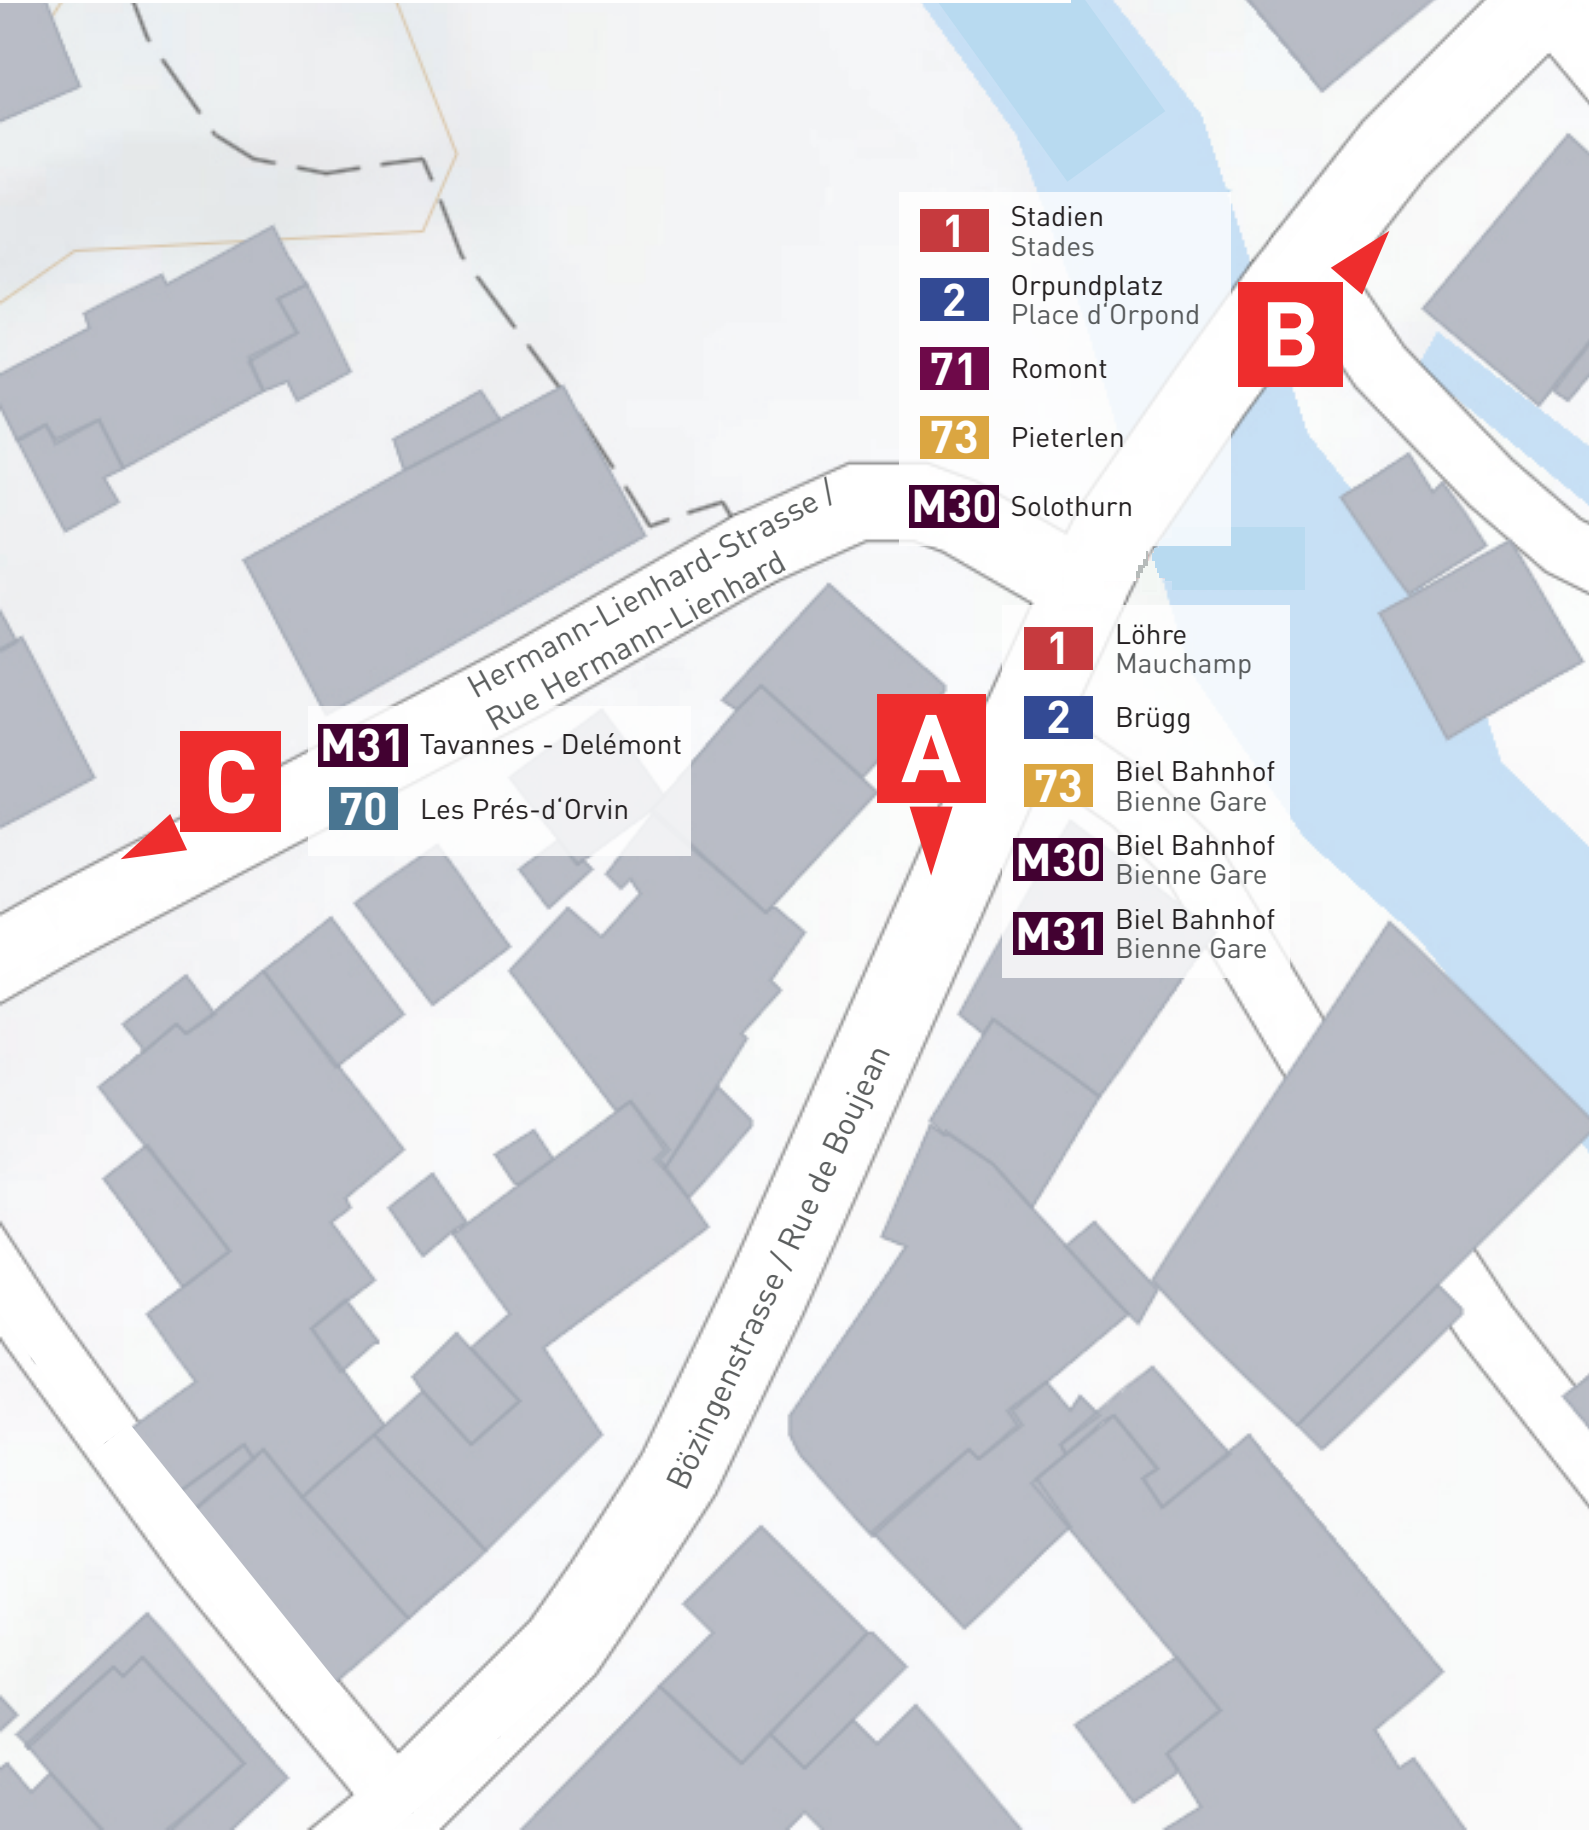 1 Stadien
Stades
2 Orpundplatz
Place d'Orpond
71 Romont
73 Pieterlen
M30 Solothurn
B
Hermann-Lienhard-Strasse /
Rue Hermann-Lienhard
1 Löhre
Mauchamp
2 Brügg
73 Biel Bahnhof
Bienne Gare
M30 Biel Bahnhof
Bienne Gare
M31 Biel Bahnhof
Bienne Gare
A
C
M31 Tavannes - Delémont
70 Les Prés-d'Orvin
Bözingenstrasse / Rue de Boujean